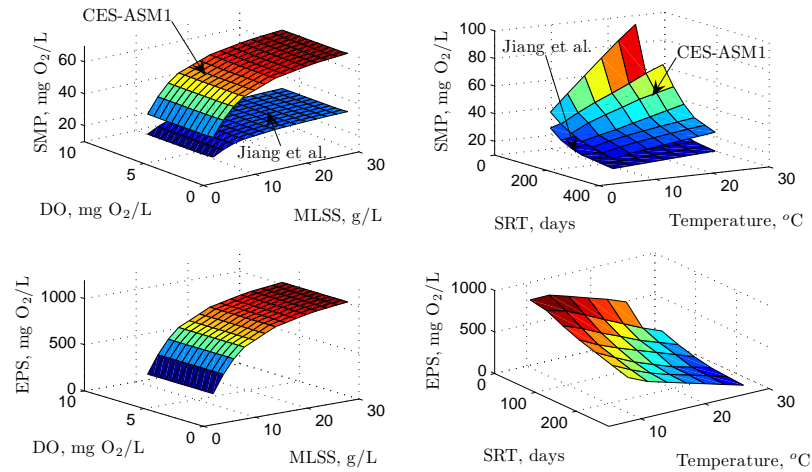 CES-ASM1
SMP, mg O2/L
60
40
20
10
5
0
0
10
20
30
Jiang et al.
DO, mg O2/L
MLSS, g/L
Jiang et al.
CES-ASM1
SMP, mg O2/L
100
80
60
40
20
0
0
200
400
0
10
20
30
SRT, days
Temperature, °C
EPS, mg O2/L
1000
500
0
10
5
0
0
10
20
30
DO, mg O2/L
MLSS, g/L
EPS, mg O2/L
1000
500
0
0
100
200
10
20
30
SRT, days
Temperature, °C